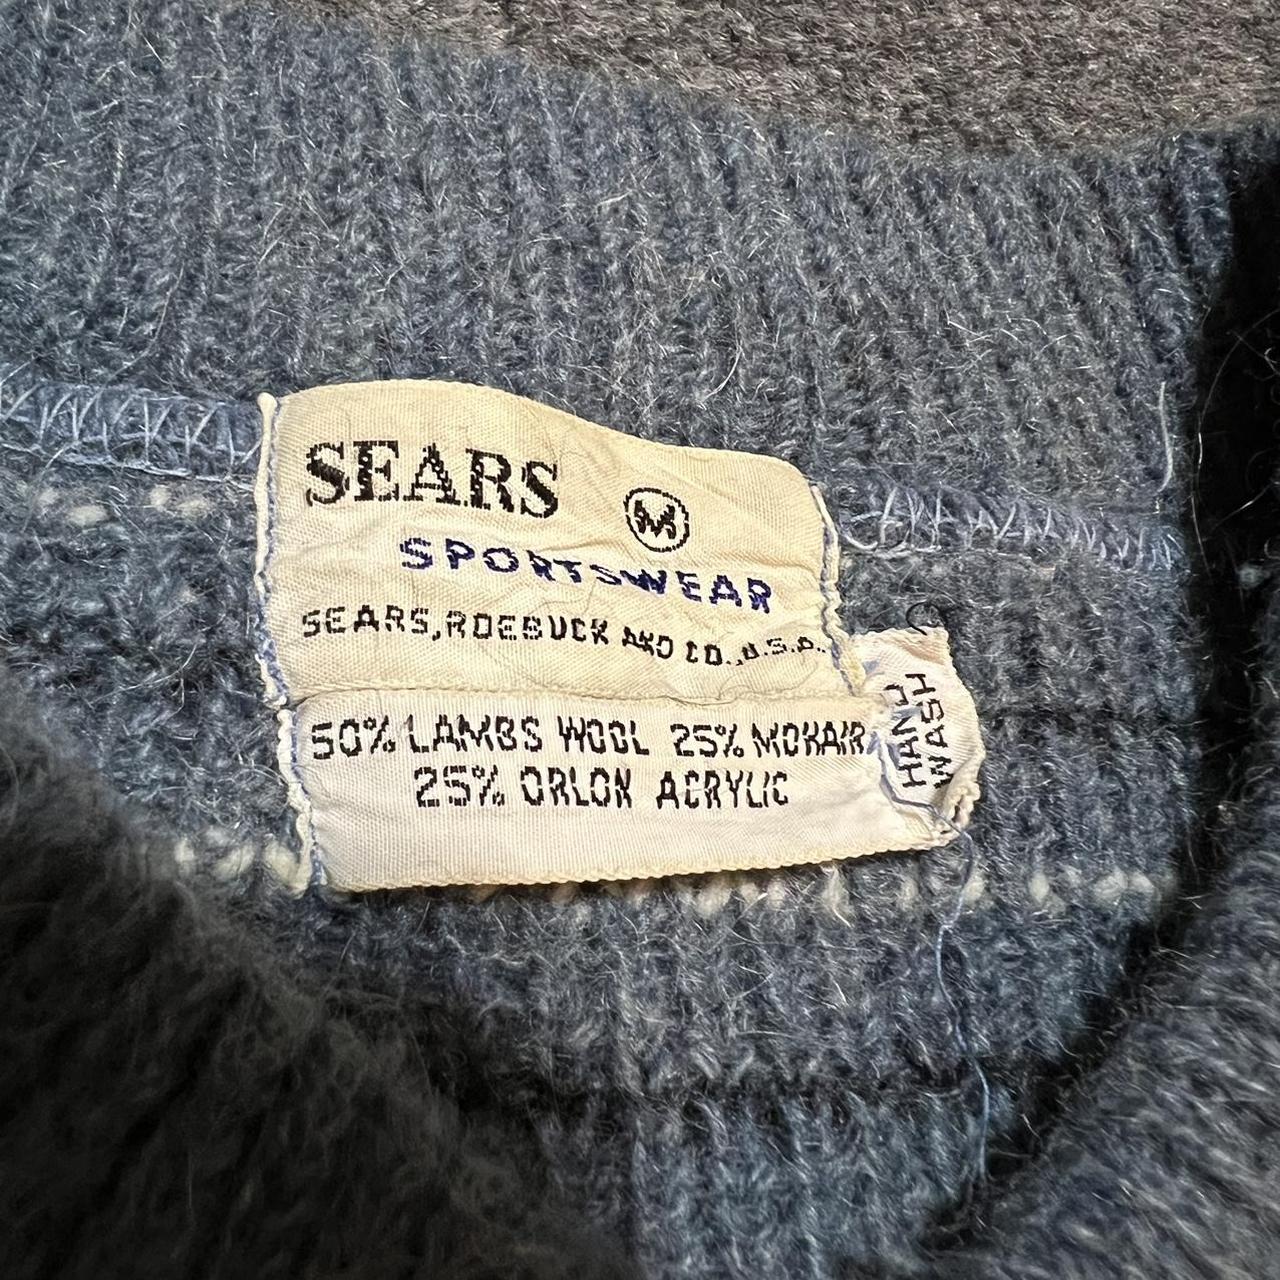 SEARS M
SPORTSWEAR
SEARS, ROEBUCK AND CO., U.S.A.
50% LAMBS WOOL 25% MOHAIR
25% ORLON ACRYLIC
HAND
WASH